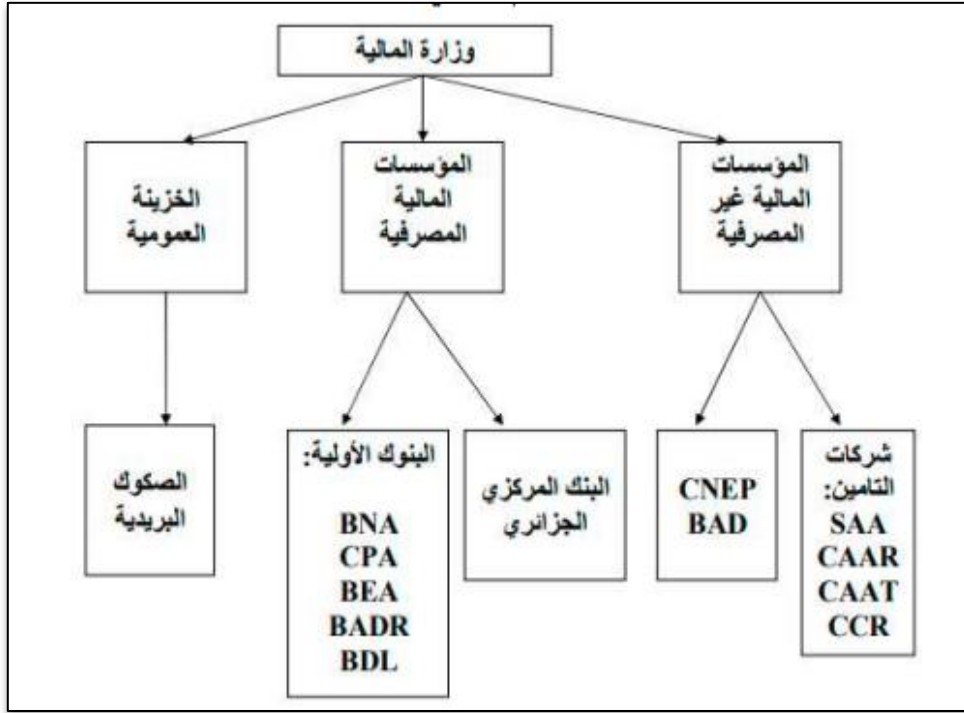 وزارة المالية
المؤسسات
المالية غير
المصرفية
المؤسسات
المالية
المصرفية
الخزينة
العمومية
شركات
التامين:
SAA
CAAR
CAAT
CCR
CNEP
BAD
البنك المركزي
الجزائري
البنوك الأولية:
BNA
CPA
BEA
BADR
BDL
الصكوك
البريدية